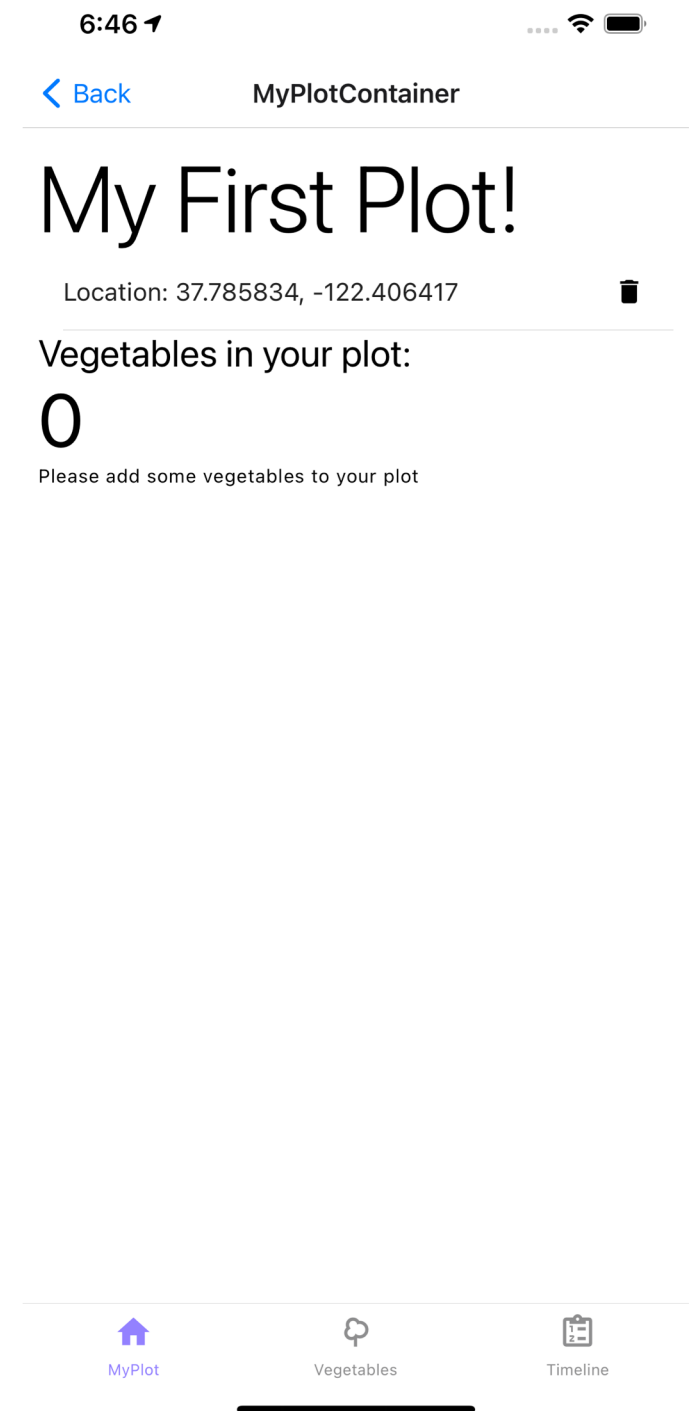 6:46
Back
MyPlotContainer
My First Plot!
Location: 37.785834, -122.406417
Vegetables in your plot:
0
Please add some vegetables to your plot
MyPlot
Vegetables
Timeline